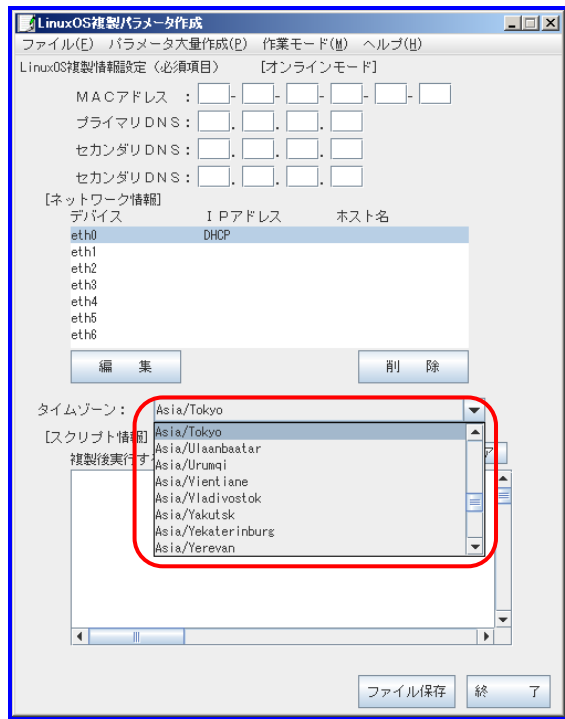 LinuxOS複製パラメータ作成
ファイル(F) パラメータ大量作成(P) 作業モード(M) ヘルプ(H)
LinuxOS複製情報設定（必須項目） [オンラインモード]
MACアドレス : - - - - -
プライマリDNS: . . .
セカンダリDNS: . . .
セカンダリDNS: . . .
[ネットワーク情報]
デバイス IPアドレス ホスト名
eth0 DHCP
eth1
eth2
eth3
eth4
eth5
eth6
編 集 削 除
タイムゾーン: Asia/Tokyo
[スクリプト情報]
複製後実行する
ア
Asia/Tokyo
Asia/Ulaanbaatar
Asia/Urumqi
Asia/Vientiane
Asia/Vladivostok
Asia/Yakutsk
Asia/Yekaterinburg
Asia/Yerevan
ファイル保存 終 了